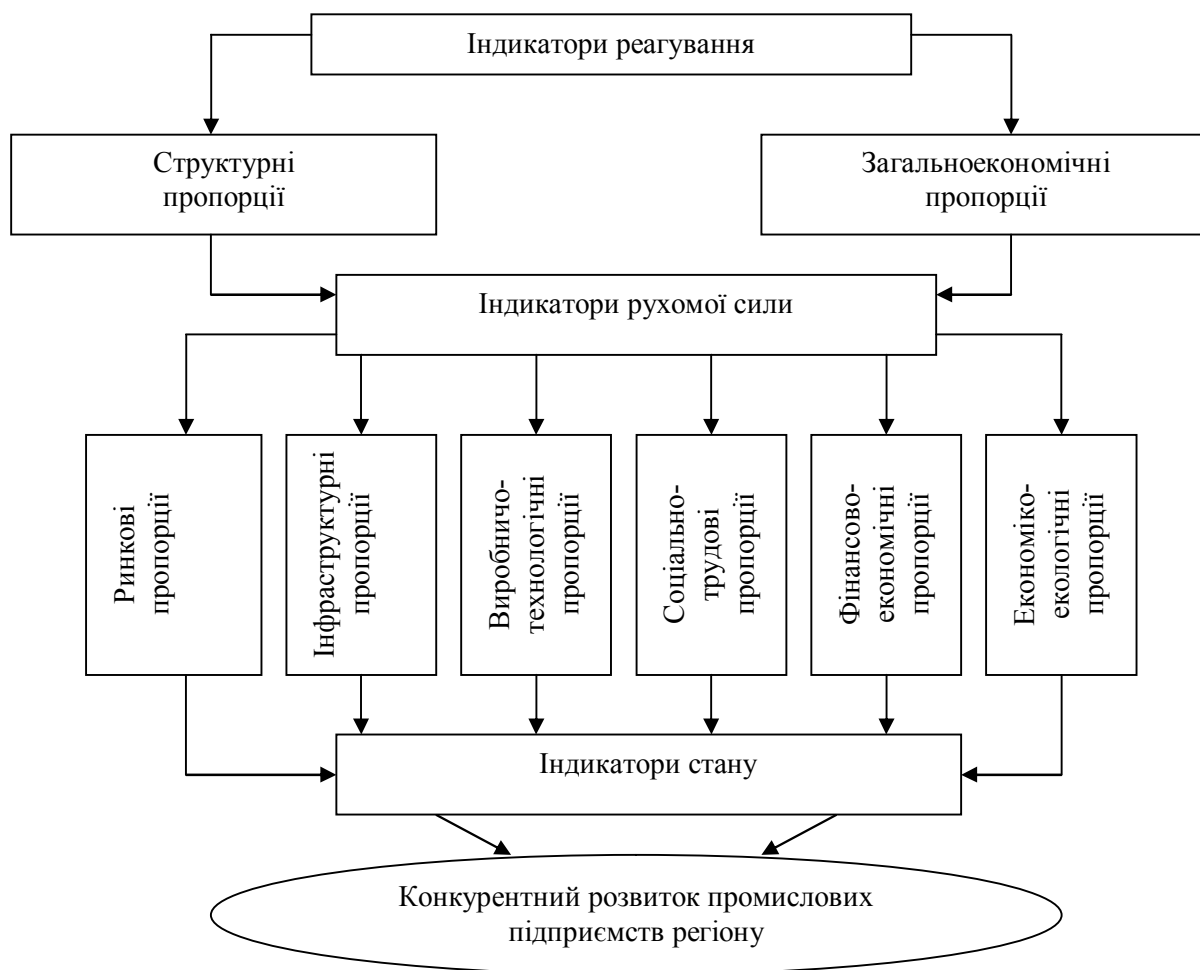 Індикатори реагування
Структурні
пропорції
Загальноекономічні
пропорції
Індикатори рухомої сили
Ринкові
пропорції
Інфраструктурні
пропорції
Виробничо-
технологічні
пропорції
Соціально-
трудові
пропорції
Фінансово-
економічні
пропорції
Економіко-
екологічні
пропорції
Індикатори стану
Конкурентний розвиток промислових
підприємств регіону